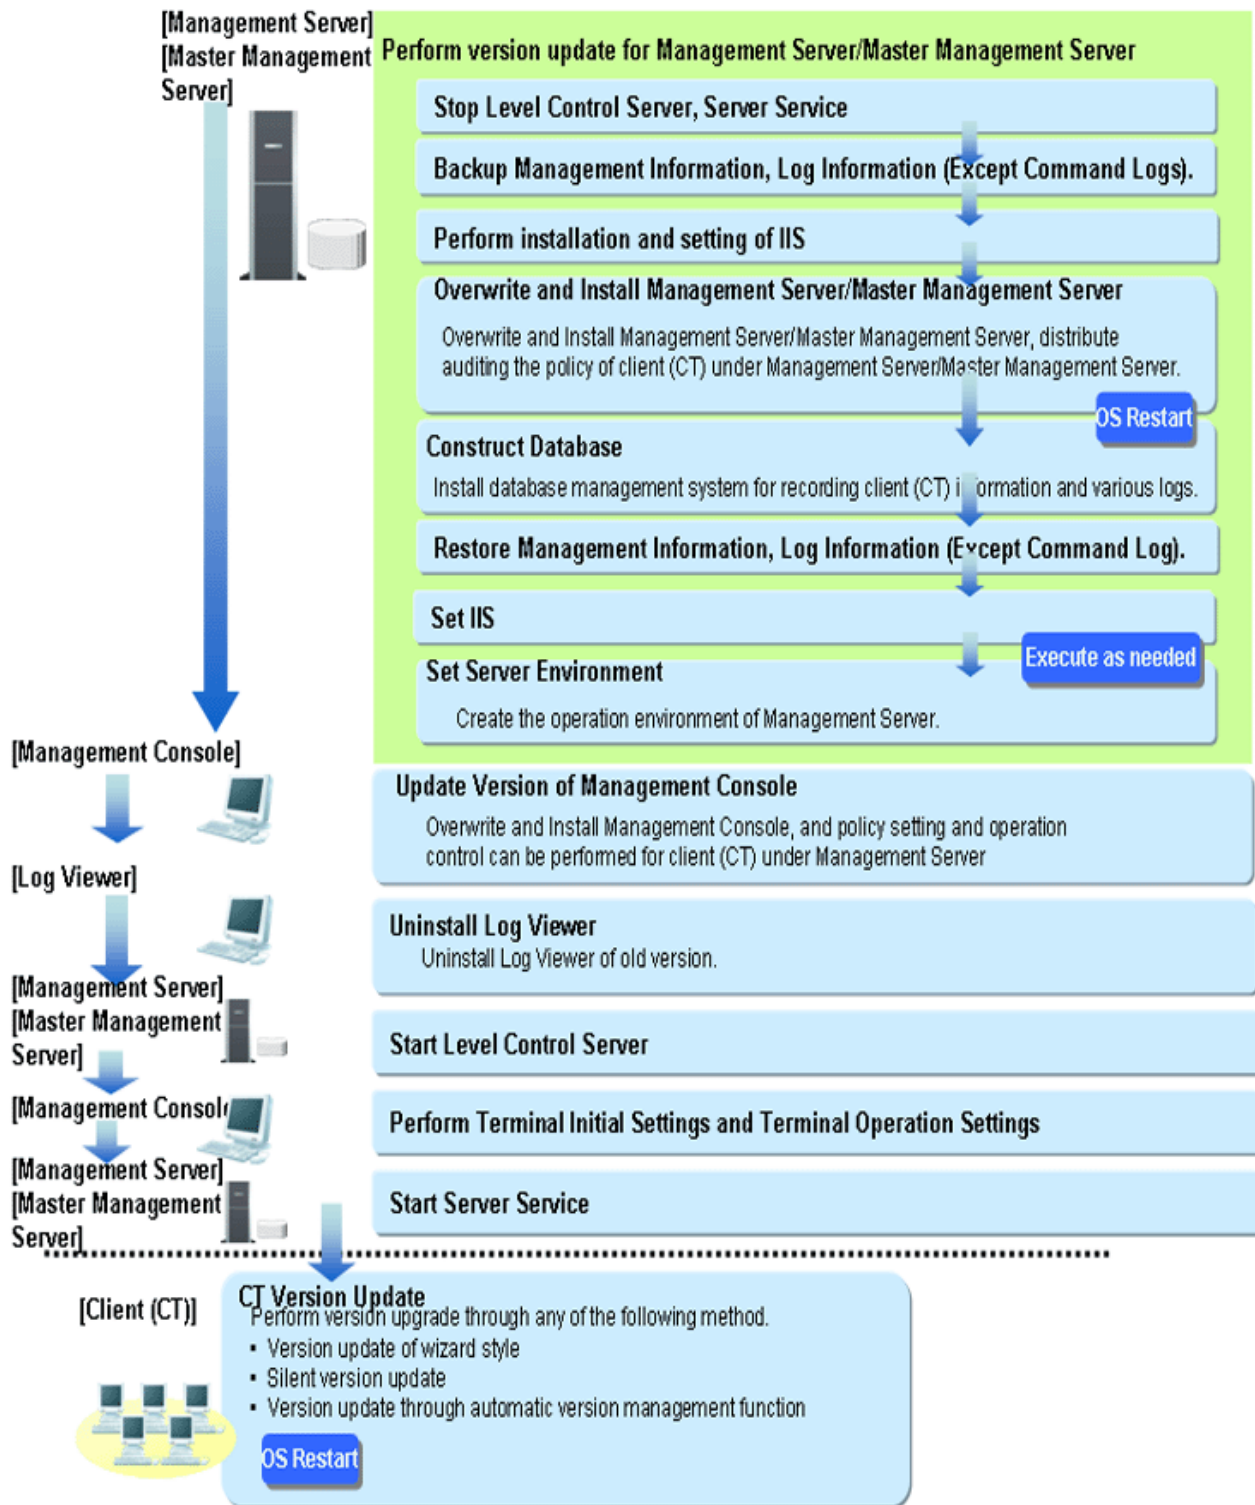 [Management Server]
[Master Management
Server]
Perform version update for Management Server/Master Management Server
Stop Level Control Server, Server Service
Backup Management Information, Log Information (Except Command Logs).
Perform installation and setting of IIS
Overwrite and Install Management Server/Master Management Server
Overwrite and Install Management Server/Master Management Server, distribute
auditing the policy of client (CT) under Management Server/Master Management Server.
OS Restart
Construct Database
Install database management system for recording client (CT) information and various logs.
Restore Management Information, Log Information (Except Command Log).
Set IIS
Execute as needed
Set Server Environment
Create the operation environment of Management Server.
[Management Console]
Update Version of Management Console
Overwrite and Install Management Console, and policy setting and operation
control can be performed for client (CT) under Management Server
[Log Viewer]
Uninstall Log Viewer
Uninstall Log Viewer of old version.
[Management Server]
[Master Management
Server]
Start Level Control Server
[Management Console]
Perform Terminal Initial Settings and Terminal Operation Settings
[Management Server]
[Master Management
Server]
Start Server Service
[Client (CT)]
CT Version Update
Perform version upgrade through any of the following method.
▪ Version update of wizard style
▪ Silent version update
▪ Version update through automatic version management function
OS Restart